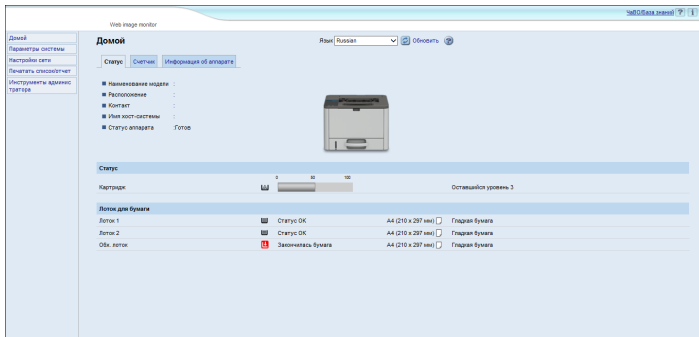 ЧаВО/База знаний ? i
Web image monitor
Домой
Параметры системы
Настройки сети
Печатать список/отчет
Инструменты админис
тратора
Домой
Язык Russian Обновить ?
Статус Счетчик Информация об аппарате
Наименование модели :
Расположение :
Контакт :
Имя хост-системы :
Статус аппарата :Готов
Статус
0 50 100
Картридж Оставшийся уровень 3
Лоток для бумаги
Лоток 1 Статус OK A4 (210 x 297 мм) Гладкая бумага
Лоток 2 Статус OK A4 (210 x 297 мм) Гладкая бумага
Обх. лоток Закончилась бумага A4 (210 x 297 мм) Гладкая бумага